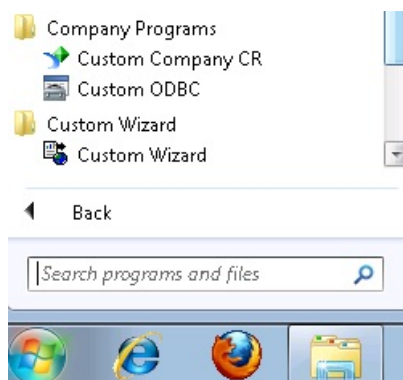 Company Programs
Custom Company CR
Custom ODBC
Custom Wizard
Custom Wizard
Back
Search programs and files